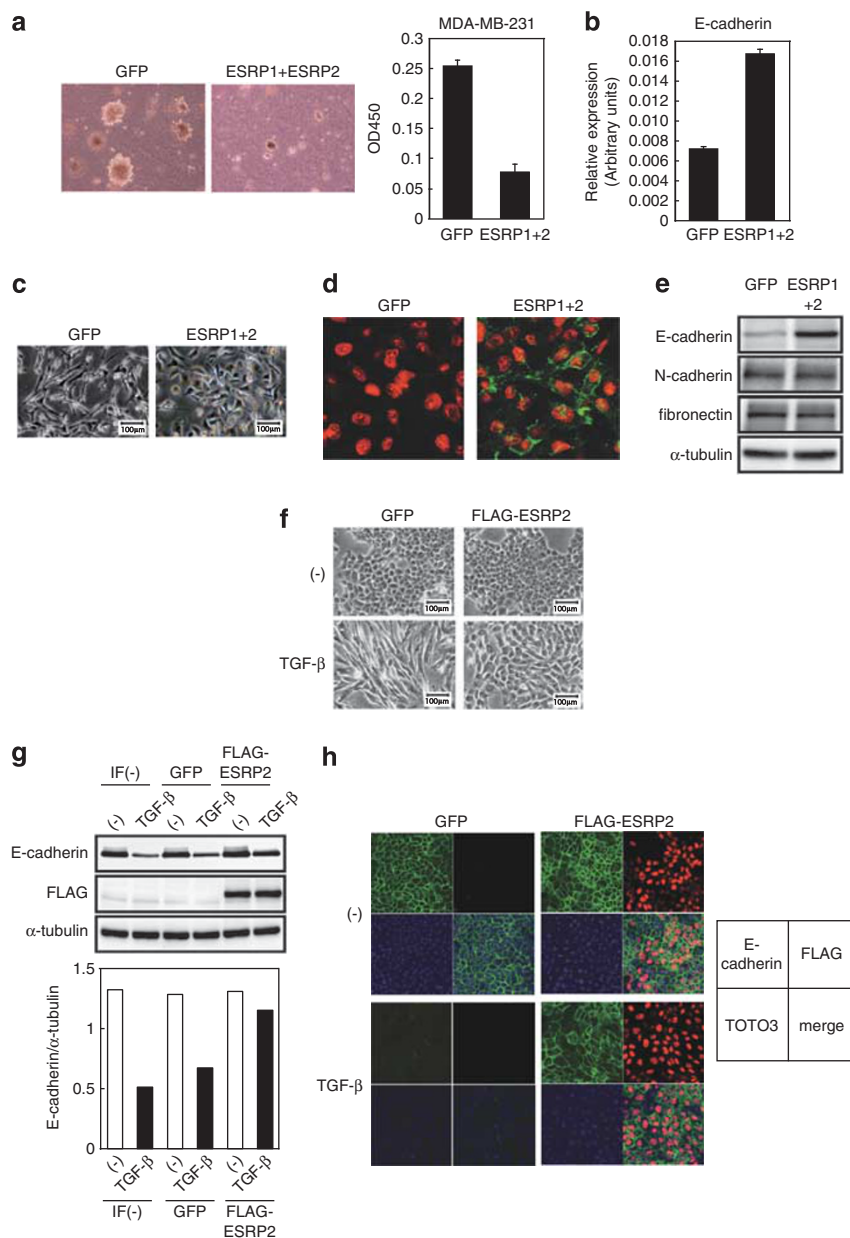 a
GFP
ESRP1+ESRP2
MDA-MB-231
0.3
0.25
0.2
0.15
0.1
0.05
0
OD450
GFP ESRP1+2
b
E-cadherin
0.018
0.016
0.014
0.012
0.010
0.008
0.006
0.004
0.002
0
Relative expression
(Arbitrary units)
GFP ESRP1+2
c
GFP
ESRP1+2
100μm
100μm
d
GFP
ESRP1+2
e
GFP ESRP1
+2
E-cadherin
N-cadherin
fibronectin
α-tubulin
f
GFP
FLAG-ESRP2
(-)
100μm
100μm
TGF-β
100μm
100μm
g
IF(-)
GFP
FLAG-
ESRP2
(-) TGF-β (-) TGF-β (-) TGF-β
E-cadherin
FLAG
α-tubulin
1.5
1
0.5
0
E-cadherin/α-tubulin
(-) TGF-β (-) TGF-β (-) TGF-β
IF(-)
GFP
FLAG-
ESRP2
h
GFP
FLAG-ESRP2
(-)
TGF-β
E-
cadherin
FLAG
TOTO3
merge